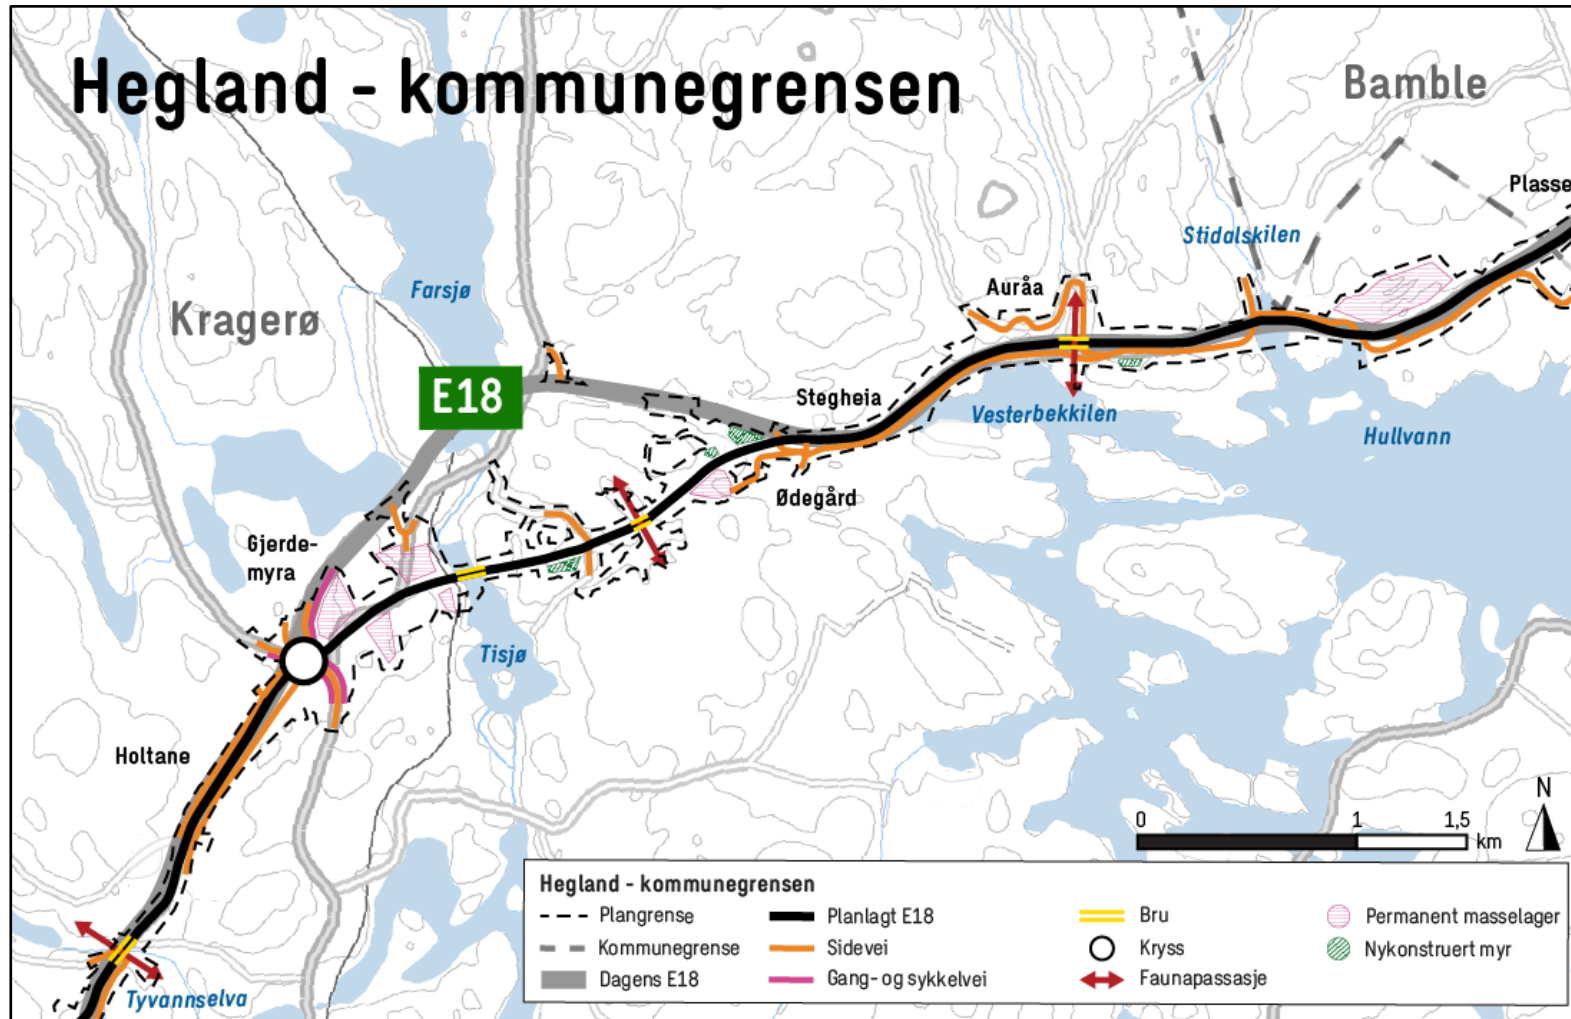 Hegland - kommunegrensen
Bamble
Plasse
Stidalskilen
Auråa
Farsjø
Kragerø
E18
Stegheia
Vesterbekkilen
Hullvann
Ødegård
Gjerde-
myra
Tisjø
Holtane
N
0 1 1,5
km
Hegland - kommunegrensen
Plangrense
Kommunegrense
Dagens E18
Planlagt E18
Sidevei
Gang- og sykkelvei
Bru
Kryss
Faunapassasje
Permanent masselager
Nykonstruert myr
Tyvannselva